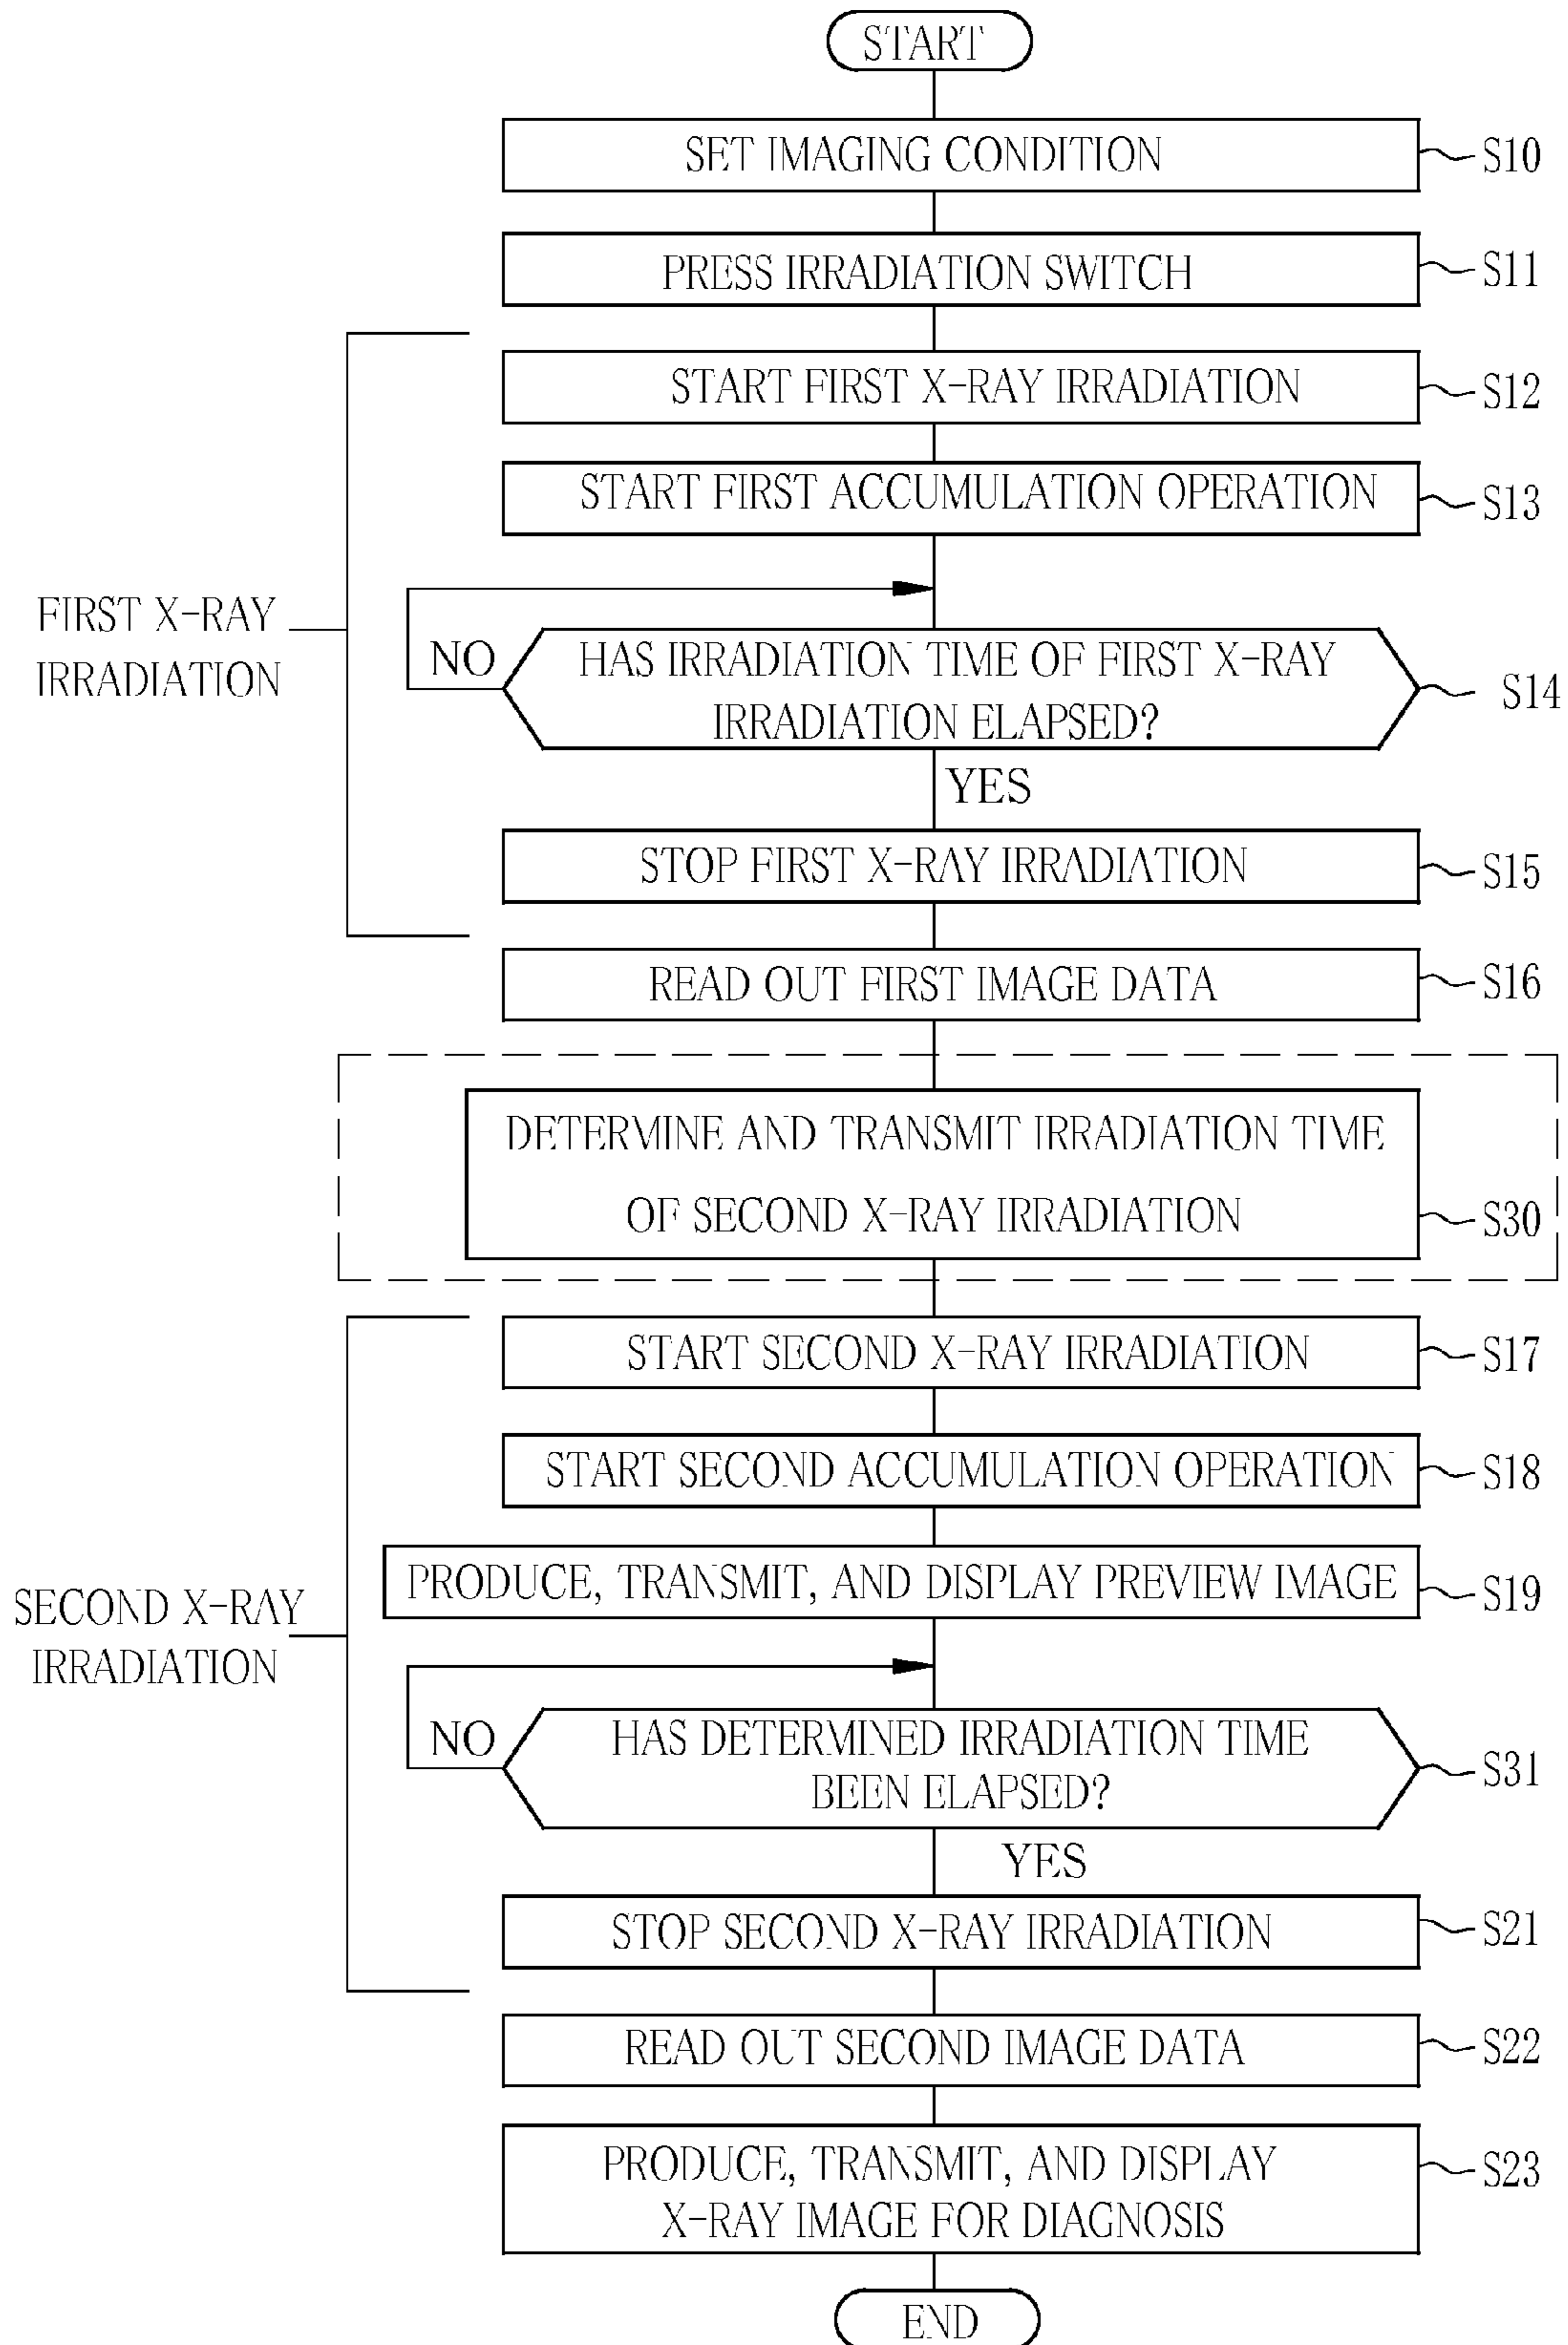 START
SET IMAGING CONDITION
S10
PRESS IRRADIATION SWITCH
S11
START FIRST X-RAY IRRADIATION
S12
START FIRST ACCUMULATION OPERATION
S13
FIRST X-RAY
IRRADIATION
NO
HAS IRRADIATION TIME OF FIRST X-RAY
IRRADIATION ELAPSED?
S14
YES
STOP FIRST X-RAY IRRADIATION
S15
READ OUT FIRST IMAGE DATA
S16
DETERMINE AND TRANSMIT IRRADIATION TIME
OF SECOND X-RAY IRRADIATION
S30
START SECOND X-RAY IRRADIATION
S17
START SECOND ACCUMULATION OPERATION
S18
PRODUCE, TRANSMIT, AND DISPLAY PREVIEW IMAGE
S19
SECOND X-RAY
IRRADIATION
NO
HAS DETERMINED IRRADIATION TIME
BEEN ELAPSED?
S31
YES
STOP SECOND X-RAY IRRADIATION
S21
READ OUT SECOND IMAGE DATA
S22
PRODUCE, TRANSMIT, AND DISPLAY
X-RAY IMAGE FOR DIAGNOSIS
S23
END